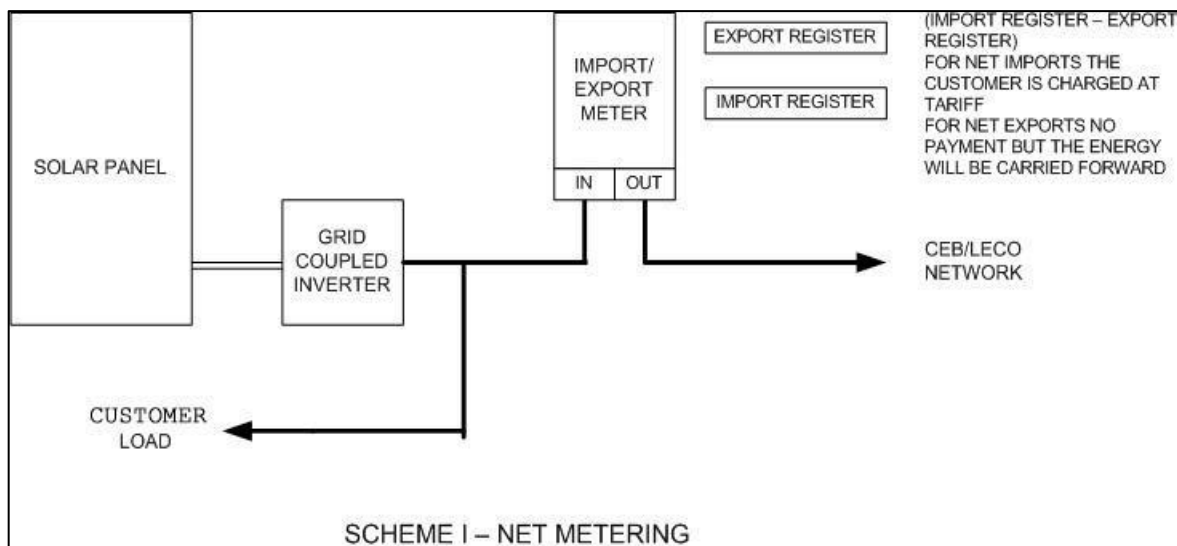 SOLAR PANEL
GRID
COUPLED
INVERTER
IMPORT/
EXPORT
METER
IN
OUT
EXPORT REGISTER
IMPORT REGISTER
(IMPORT REGISTER – EXPORT
REGISTER)
FOR NET IMPORTS THE
CUSTOMER IS CHARGED AT
TARIFF
FOR NET EXPORTS NO
PAYMENT BUT THE ENERGY
WILL BE CARRIED FORWARD
CEB/LECO
NETWORK
CUSTOMER
LOAD
SCHEME I – NET METERING